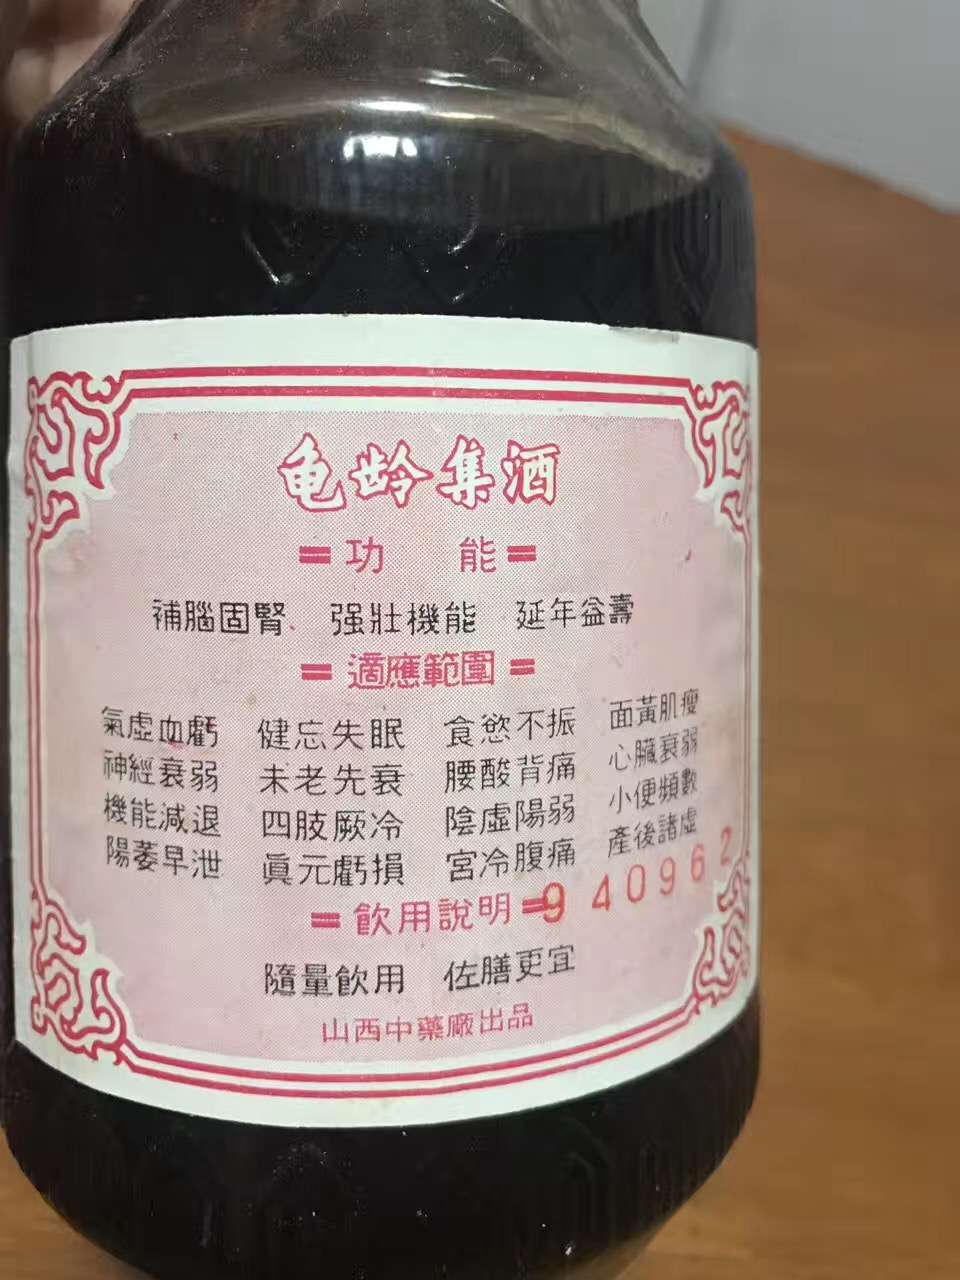 龟龄集酒
功 能
補腦固腎 强壯機能 延年益壽
適應範圍
氣虛血虧 健忘失眠 食慾不振 面黃肌瘦
神經衰弱 未老先衰 腰酸背痛 心臟衰弱
機能減退 四肢厥冷 陰虛陽弱 小便頻數
陽萎早泄 眞元虧損 宮冷腹痛 產後諸虛
飲用說明
940962
隨量飲用 佐膳更宜
山西中藥廠出品